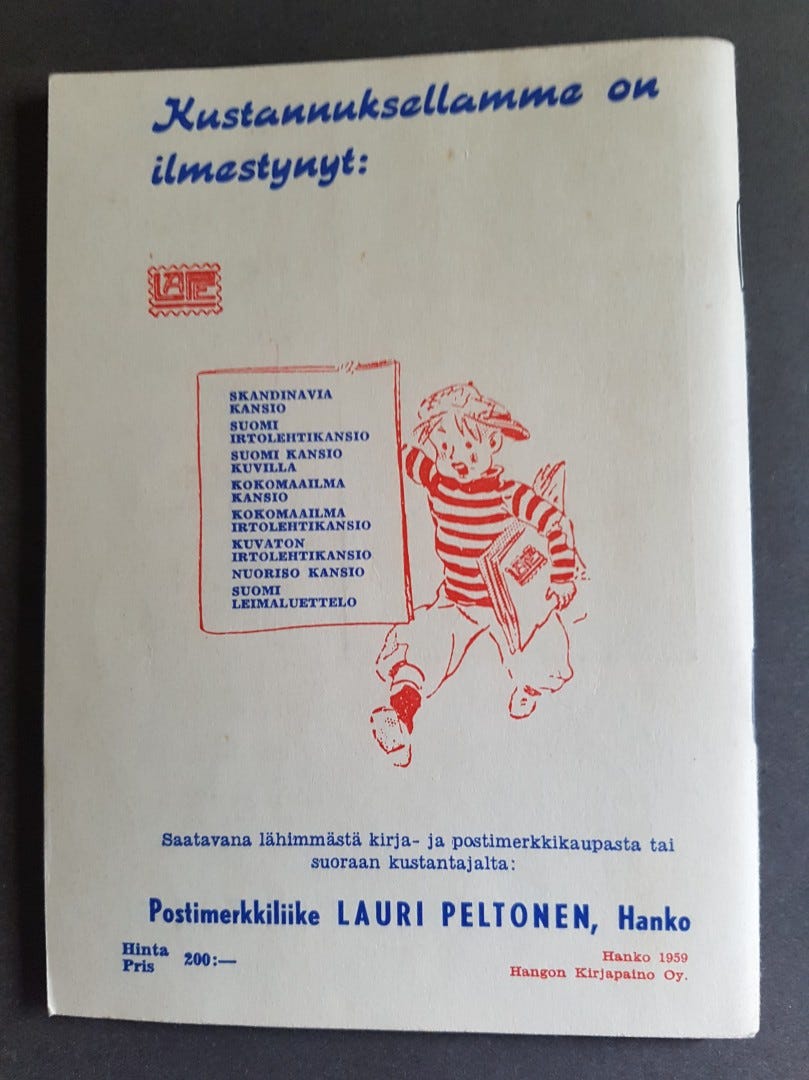 Kustannuksellamme on
ilmestynyt:
LAPE
SKANDINAVIA
KANSIO
SUOMI
IRTOLEHTIKANSIO
SUOMI KANSIO
KUVILLA
KOKOMAAILMA
KANSIO
KOKOMAAILMA
IRTOLEHTIKANSIO
KUVATON
IRTOLEHTIKANSIO
NUORISO KANSIO
SUOMI
LEIMALUETTELO
LAPE
Saatavana lähimmästä kirja- ja postimerkkikaupasta tai
suoraan kustantajalta:
Postimerkkiliike LAURI PELTONEN, Hanko
Hinta
Pris 200:—
Hanko 1959
Hangon Kirjapaino Oy.